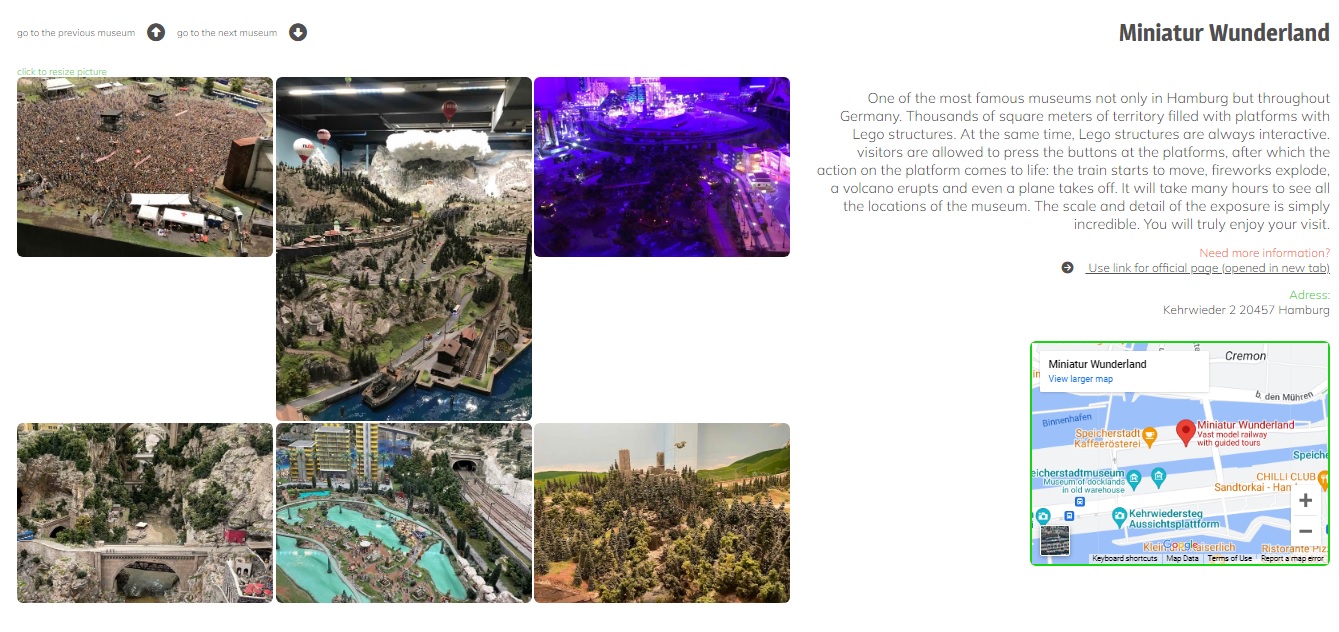 go to the previous museum
go to the next museum
Miniatur Wunderland
click to resize picture
One of the most famous museums not only in Hamburg but throughout
Germany. Thousands of square meters of territory filled with platforms with
Lego structures. At the same time, Lego structures are always interactive.
visitors are allowed to press the buttons at the platforms, after which the
action on the platform comes to life: the train starts to move, fireworks explode,
a volcano erupts and even a plane takes off. It will take many hours to see all
the locations of the museum. The scale and detail of the exposure is simply
incredible. You will truly enjoy your visit.
Need more information?
Use link for official page (opened in new tab)
Adress:
Kehrwieder 2 20457 Hamburg
Miniatur Wunderland
View larger map
Cremon
b. den Mühren
Binnenhafen
Speicherstadt
Kaffeerösterei
Miniatur Wunderland
Vast model railway
with guided tours
Speiche
eicherstadtmuseum
Museum of docklands
in old warehouse
CHILLI CLUB
Sandtorkai - Han
Kehrwiedersteg
Aussichtsplattform
+
−
Google
Ristorante Piz
Keyboard shortcuts
Map Data
Terms of Use
Report a map error